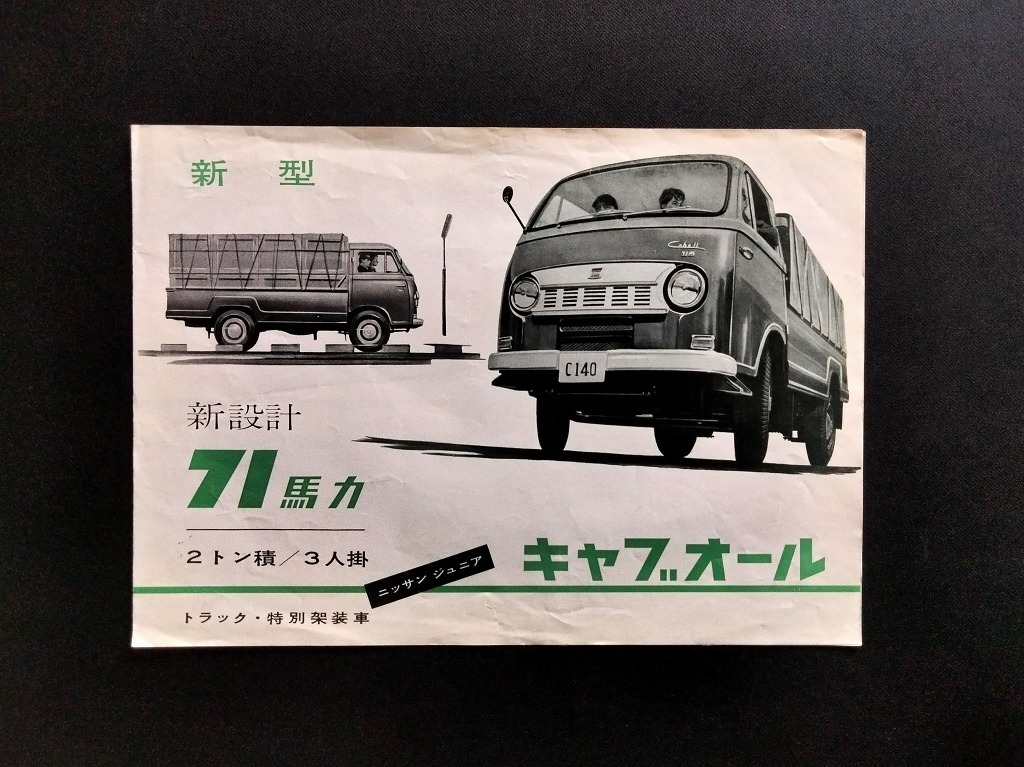 新 型
Caball
C140
新設計
71馬力
2トン積/3人掛
ニッサン ジュニア
キャブオール
トラック・特別架装車